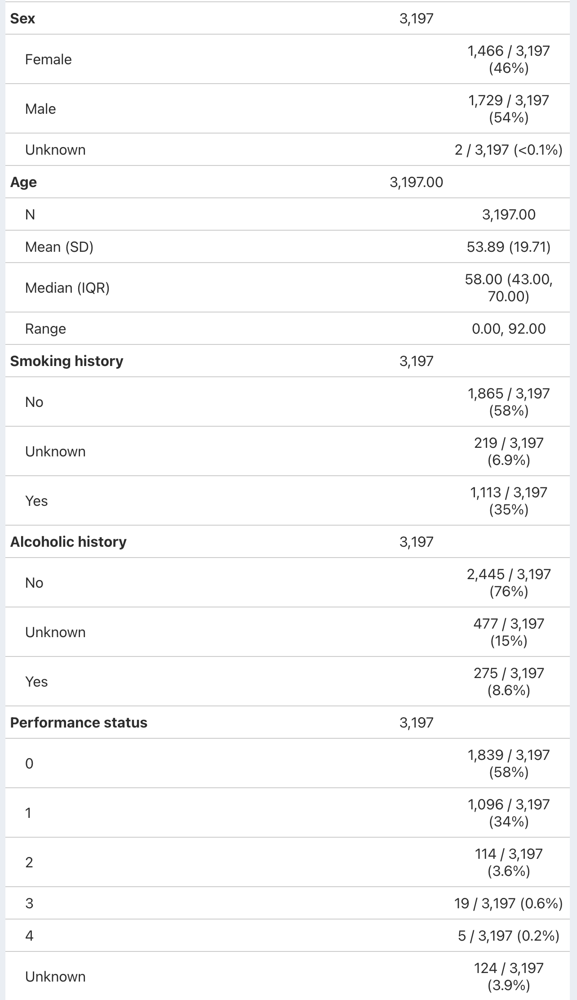 Sex 3,197
Female 1,466 / 3,197
(46%)
Male 1,729 / 3,197
(54%)
Unknown 2 / 3,197 (<0.1%)
Age 3,197.00
N 3,197.00
Mean (SD) 53.89 (19.71)
Median (IQR) 58.00 (43.00,
70.00)
Range 0.00, 92.00
Smoking history 3,197
No 1,865 / 3,197
(58%)
Unknown 219 / 3,197
(6.9%)
Yes 1,113 / 3,197
(35%)
Alcoholic history 3,197
No 2,445 / 3,197
(76%)
Unknown 477 / 3,197
(15%)
Yes 275 / 3,197
(8.6%)
Performance status 3,197
0 1,839 / 3,197
(58%)
1 1,096 / 3,197
(34%)
2 114 / 3,197
(3.6%)
3 19 / 3,197 (0.6%)
4 5 / 3,197 (0.2%)
Unknown 124 / 3,197
(3.9%)